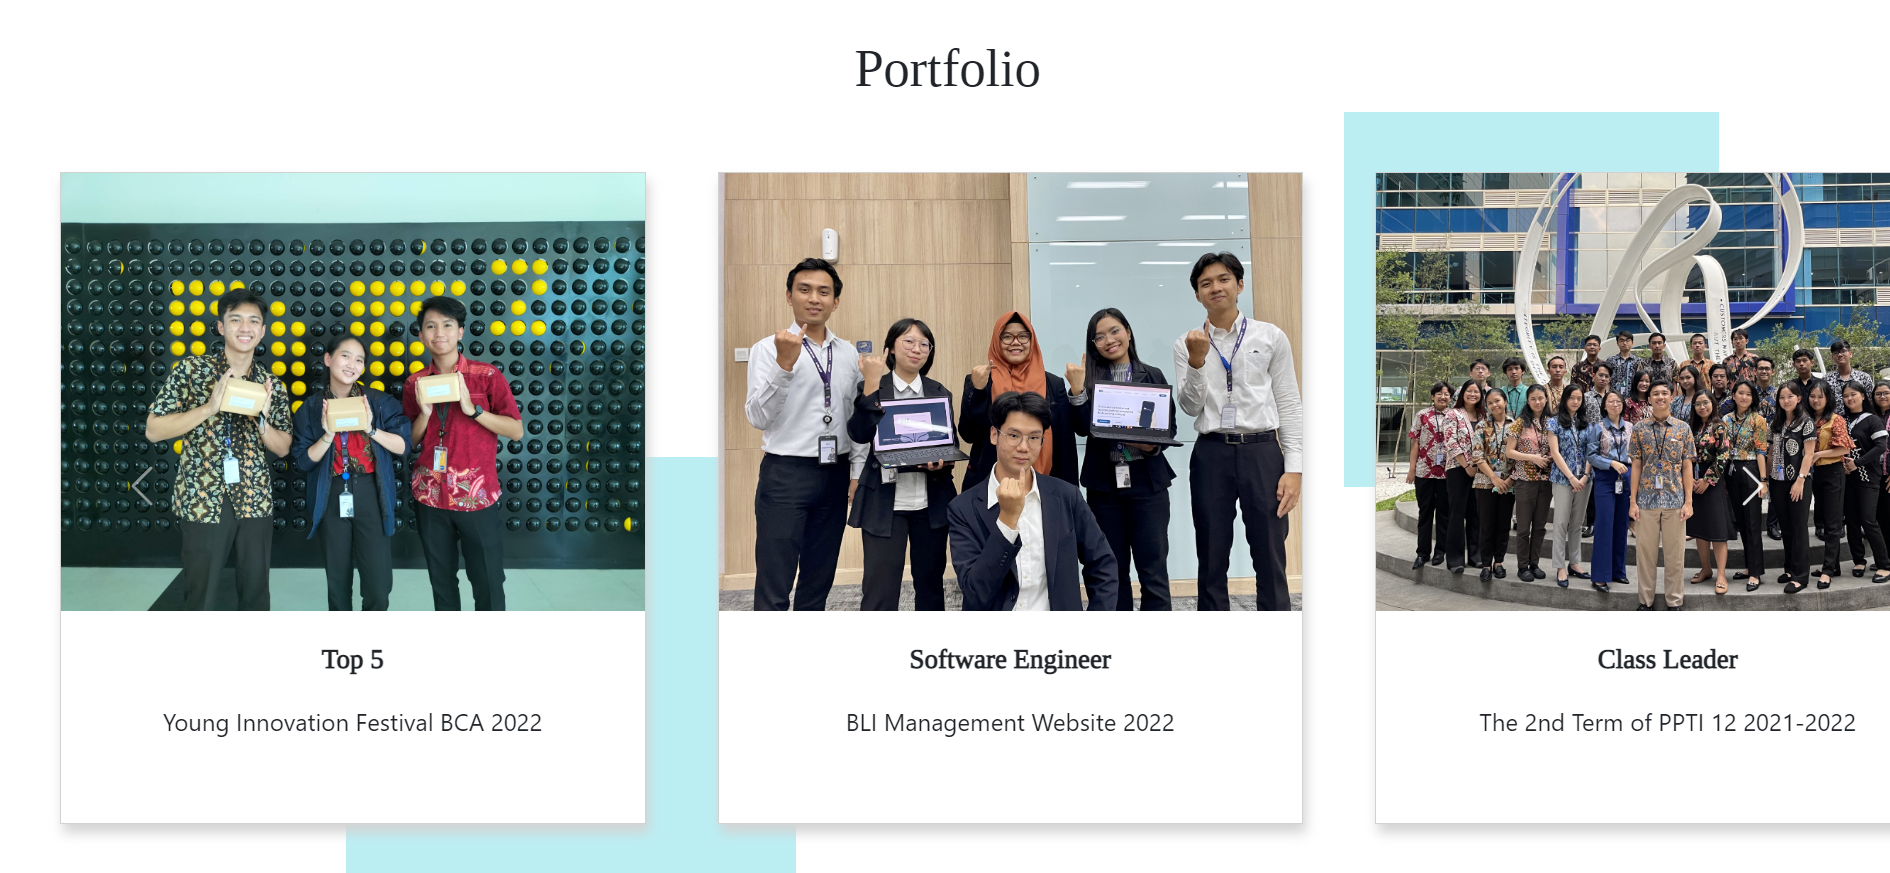 Portfolio
Top 5
Young Innovation Festival BCA 2022
Software Engineer
BLI Management Website 2022
Class Leader
The 2nd Term of PPTI 12 2021-2022